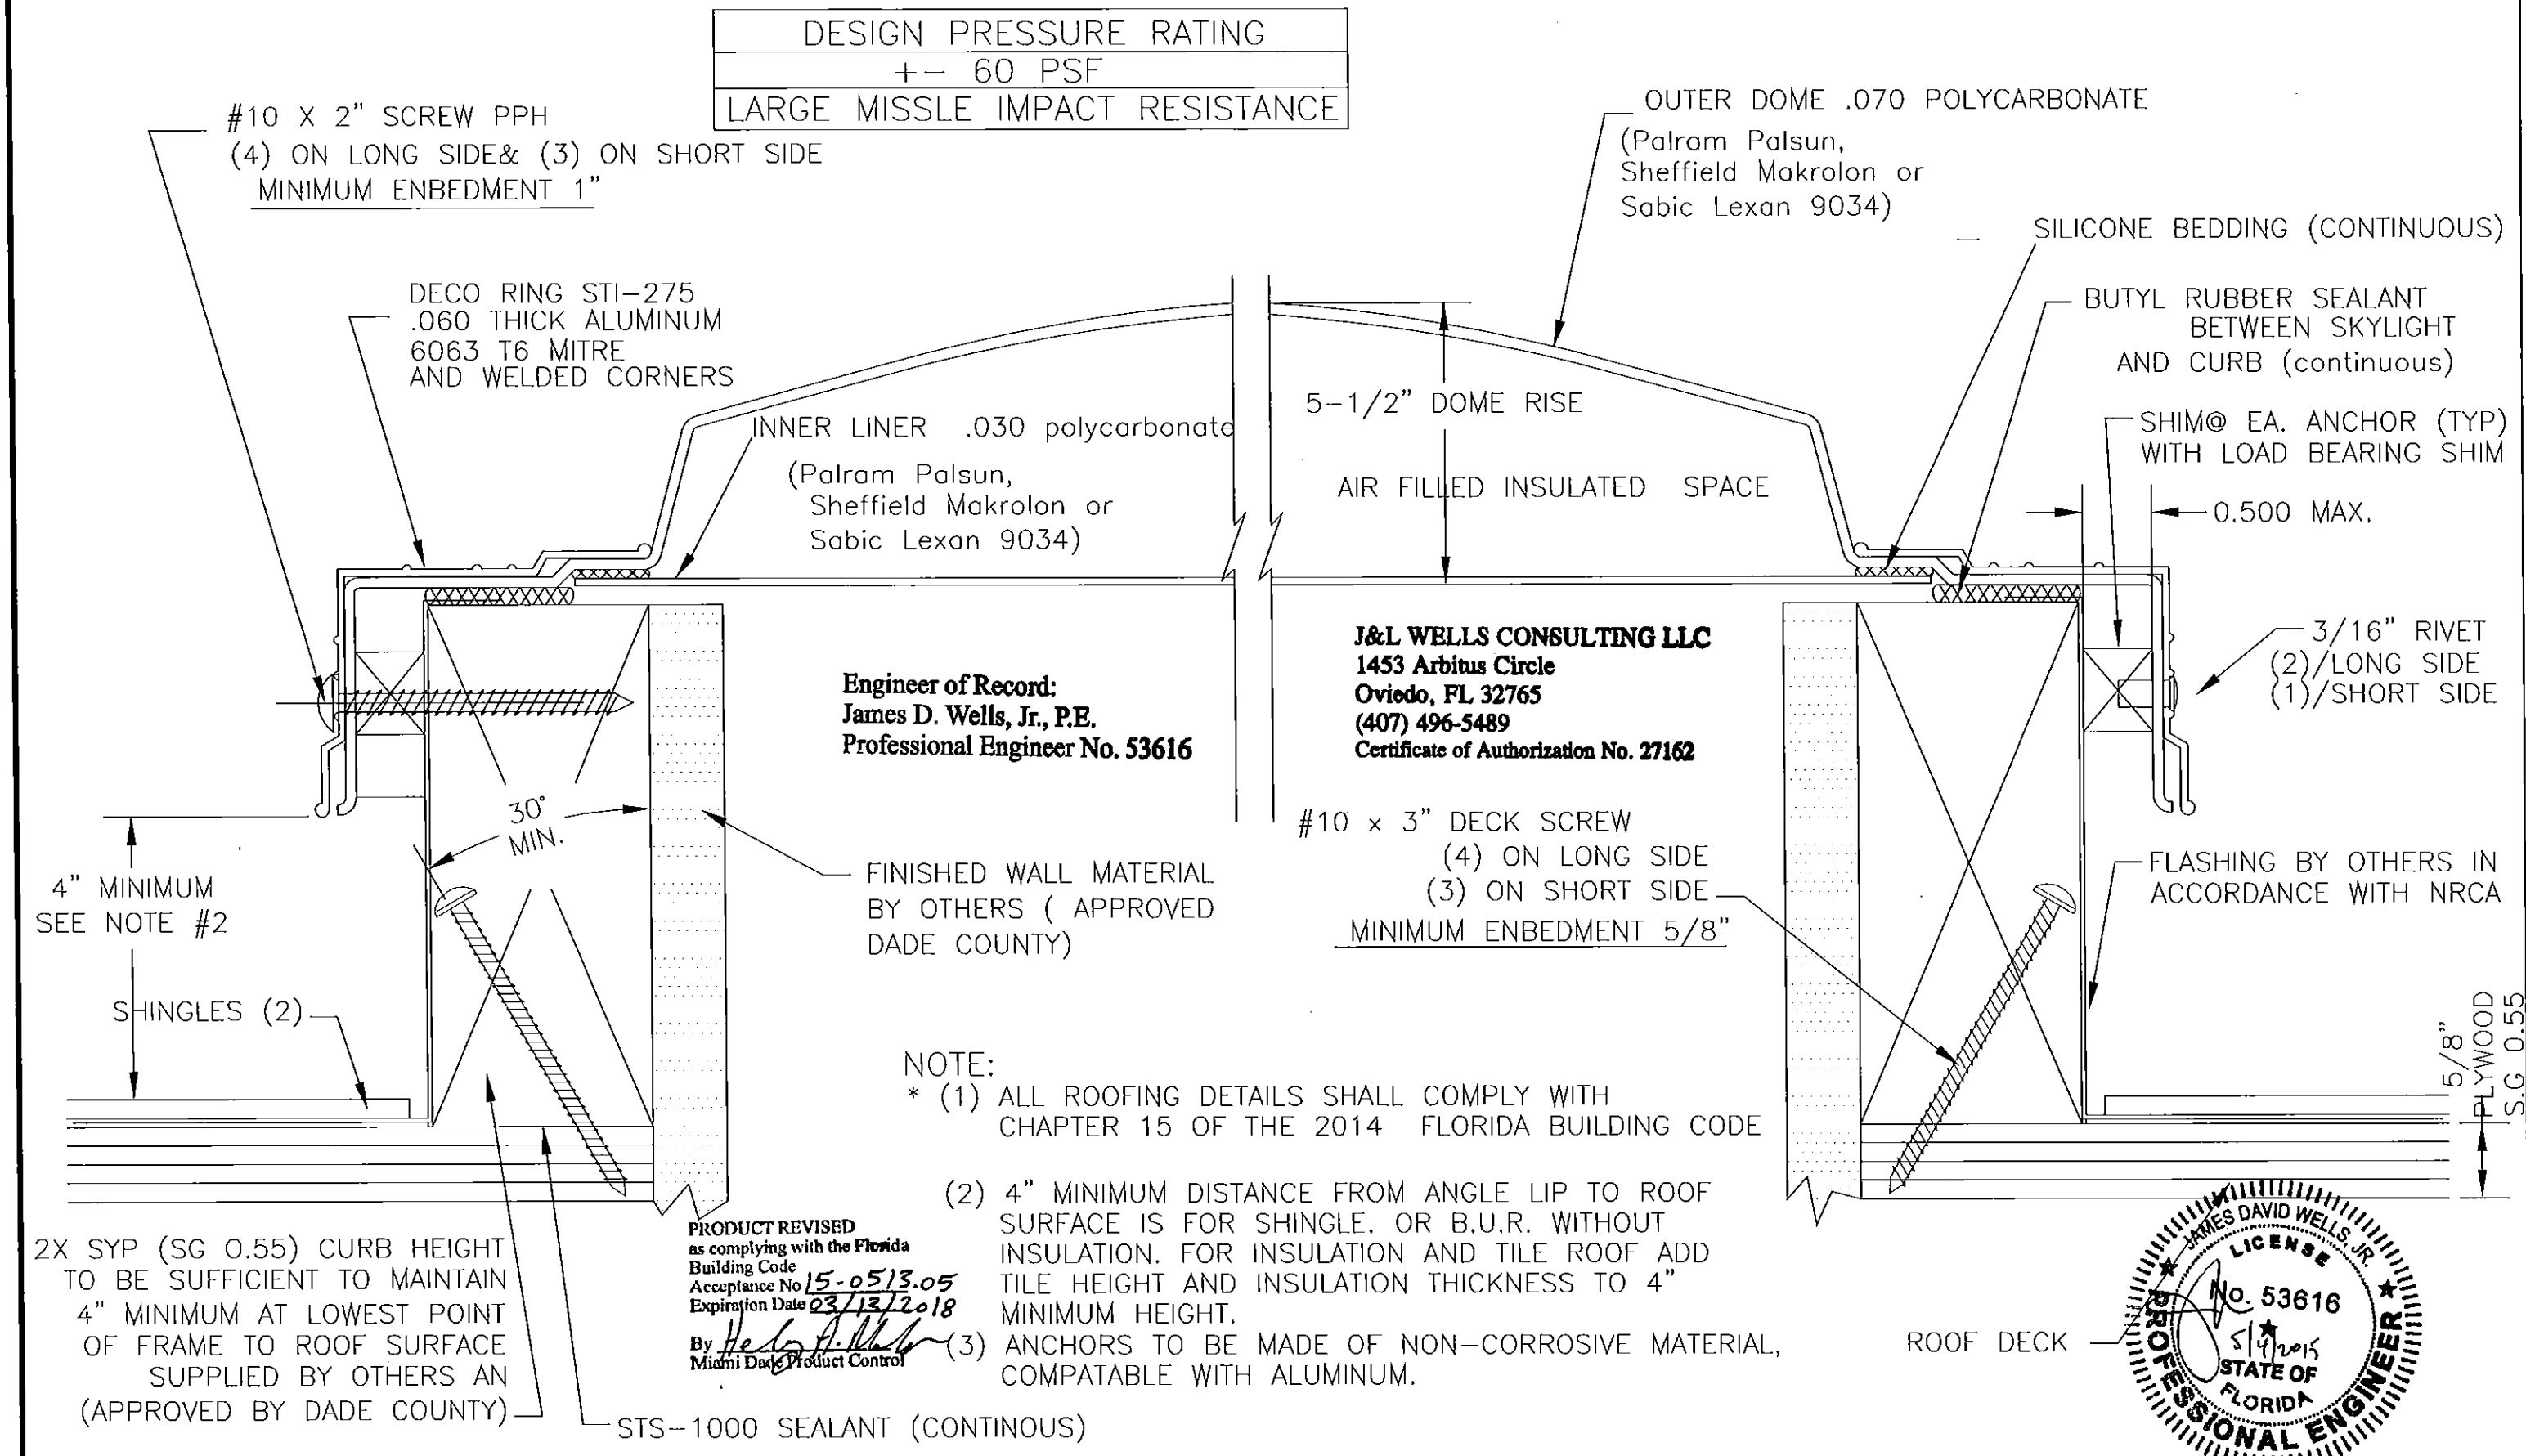 DESIGN PRESSURE RATING
+- 60 PSF
LARGE MISSLE IMPACT RESISTANCE
#10 X 2" SCREW PPH
(4) ON LONG SIDE& (3) ON SHORT SIDE
MINIMUM ENBEDMENT 1"
OUTER DOME .070 POLYCARBONATE
(Palram Palsun,
Sheffield Makrolon or
Sabic Lexan 9034)
SILICONE BEDDING (CONTINUOUS)
DECO RING STI-275
.060 THICK ALUMINUM
6063 T6 MITRE
AND WELDED CORNERS
BUTYL RUBBER SEALANT
BETWEEN SKYLIGHT
AND CURB (continuous)
5-1/2" DOME RISE
INNER LINER .030 polycarbonate
(Palram Palsun,
Sheffield Makrolon or
Sabic Lexan 9034)
AIR FILLED INSULATED SPACE
SHIM@ EA. ANCHOR (TYP)
WITH LOAD BEARING SHIM
0.500 MAX.
Engineer of Record:
James D. Wells, Jr., P.E.
Professional Engineer No. 53616
J&L WELLS CONSULTING LLC
1453 Arbitus Circle
Oviedo, FL 32765
(407) 496-5489
Certificate of Authorization No. 27162
3/16" RIVET
(2)/LONG SIDE
(1)/SHORT SIDE
30°
MIN.
#10 x 3" DECK SCREW
(4) ON LONG SIDE
(3) ON SHORT SIDE
MINIMUM ENBEDMENT 5/8"
4" MINIMUM
SEE NOTE #2
FINISHED WALL MATERIAL
BY OTHERS ( APPROVED
DADE COUNTY)
FLASHING BY OTHERS IN
ACCORDANCE WITH NRCA
SHINGLES (2)
5/8"
PLYWOOD
S.G 0.55
NOTE:
* (1) ALL ROOFING DETAILS SHALL COMPLY WITH
CHAPTER 15 OF THE 2014 FLORIDA BUILDING CODE
(2) 4" MINIMUM DISTANCE FROM ANGLE LIP TO ROOF
SURFACE IS FOR SHINGLE. OR B.U.R. WITHOUT
INSULATION. FOR INSULATION AND TILE ROOF ADD
TILE HEIGHT AND INSULATION THICKNESS TO 4"
MINIMUM HEIGHT.
(3) ANCHORS TO BE MADE OF NON-CORROSIVE MATERIAL,
COMPATABLE WITH ALUMINUM.
2X SYP (SG 0.55) CURB HEIGHT
TO BE SUFFICIENT TO MAINTAIN
4" MINIMUM AT LOWEST POINT
OF FRAME TO ROOF SURFACE
SUPPLIED BY OTHERS AN
(APPROVED BY DADE COUNTY)
PRODUCT REVISED
as complying with the Florida
Building Code
Acceptance No 15-0513.05
Expiration Date 03/13/2018
By
Miami Dade Product Control
STS-1000 SEALANT (CONTINOUS)
ROOF DECK
JAMES DAVID WELLS, JR.
LICENSE
No. 53616
5/4/2015
STATE OF
FLORIDA
PROFESSIONAL ENGINEER